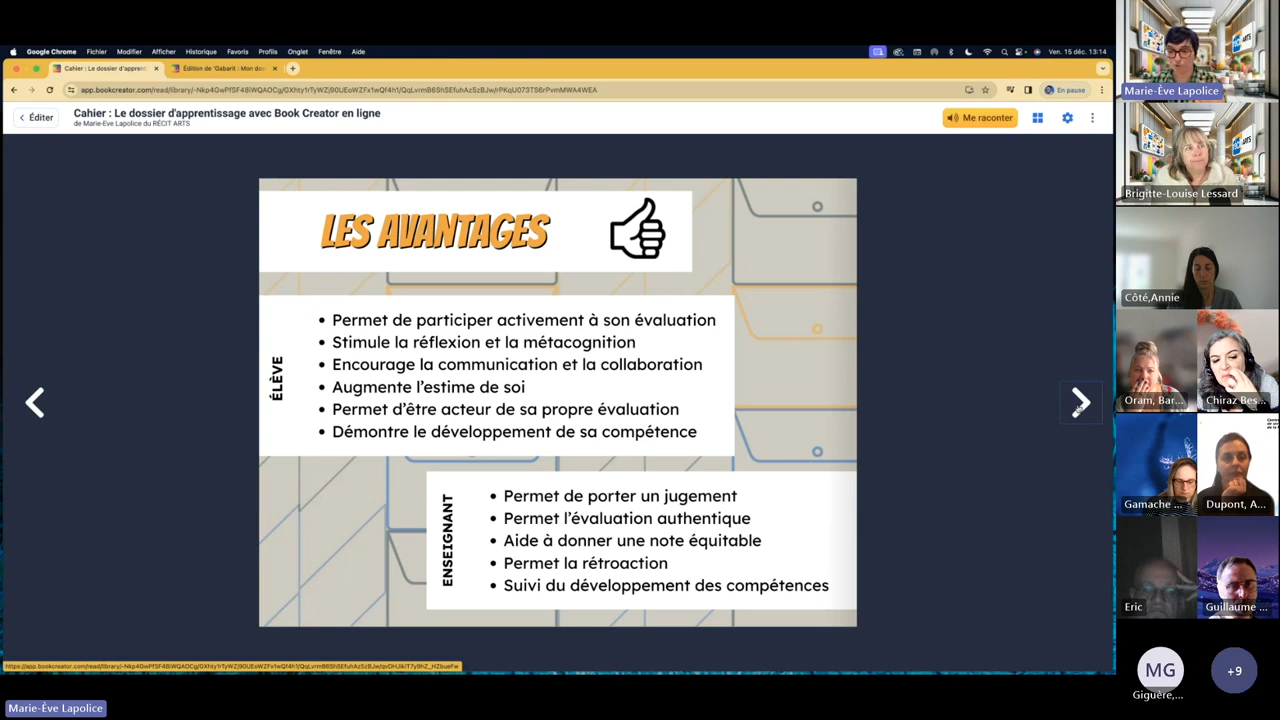 Google Chrome Fichier Modifier Afficher Historique Favoris Profils Onglet Fenêtre Aide
Ven. 15 déc. 13:14
Cahier : Le dossier d'apprent
Édition de 'Gabarit : Mon dos
En pause
Éditer
Cahier : Le dossier d'apprentissage avec Book Creator en ligne
de Marie-Eve Lapolice du RÉCIT ARTS
Me raconter
LES AVANTAGES
ÉLÈVE
• Permet de participer activement à son évaluation
• Stimule la réflexion et la métacognition
• Encourage la communication et la collaboration
• Augmente l'estime de soi
• Permet d'être acteur de sa propre évaluation
• Démontre le développement de sa compétence
ENSEIGNANT
• Permet de porter un jugement
• Permet l'évaluation authentique
• Aide à donner une note équitable
• Permet la rétroaction
• Suivi du développement des compétences
Marie-Ève Lapolice
Marie-Ève Lapolice
Brigitte-Louise Lessard
Côté,Annie
Oram, Bar...
Chiraz Bes...
Gamache ...
Dupont, A...
Eric
Guillaume ...
MG
Giguère,...
+9